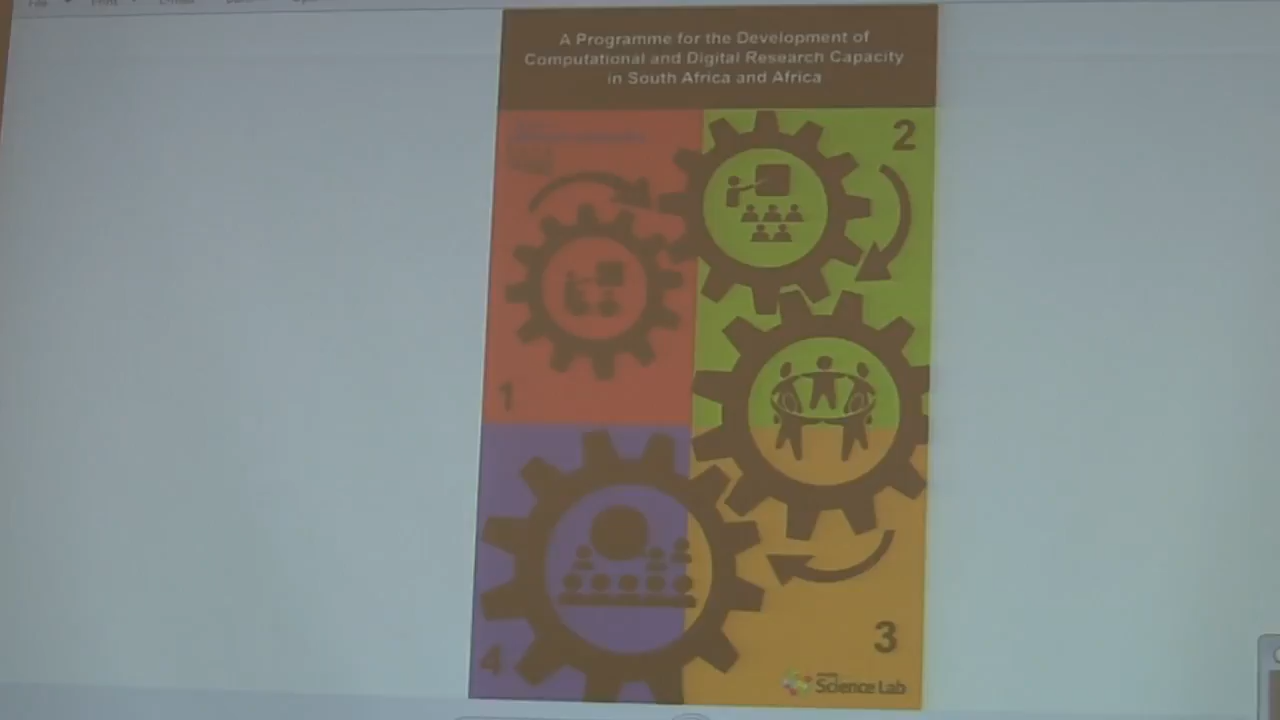 A Programme for the Development of
Computational and Digital Research Capacity
in South Africa and Africa
2
1
3
4
Science Lab